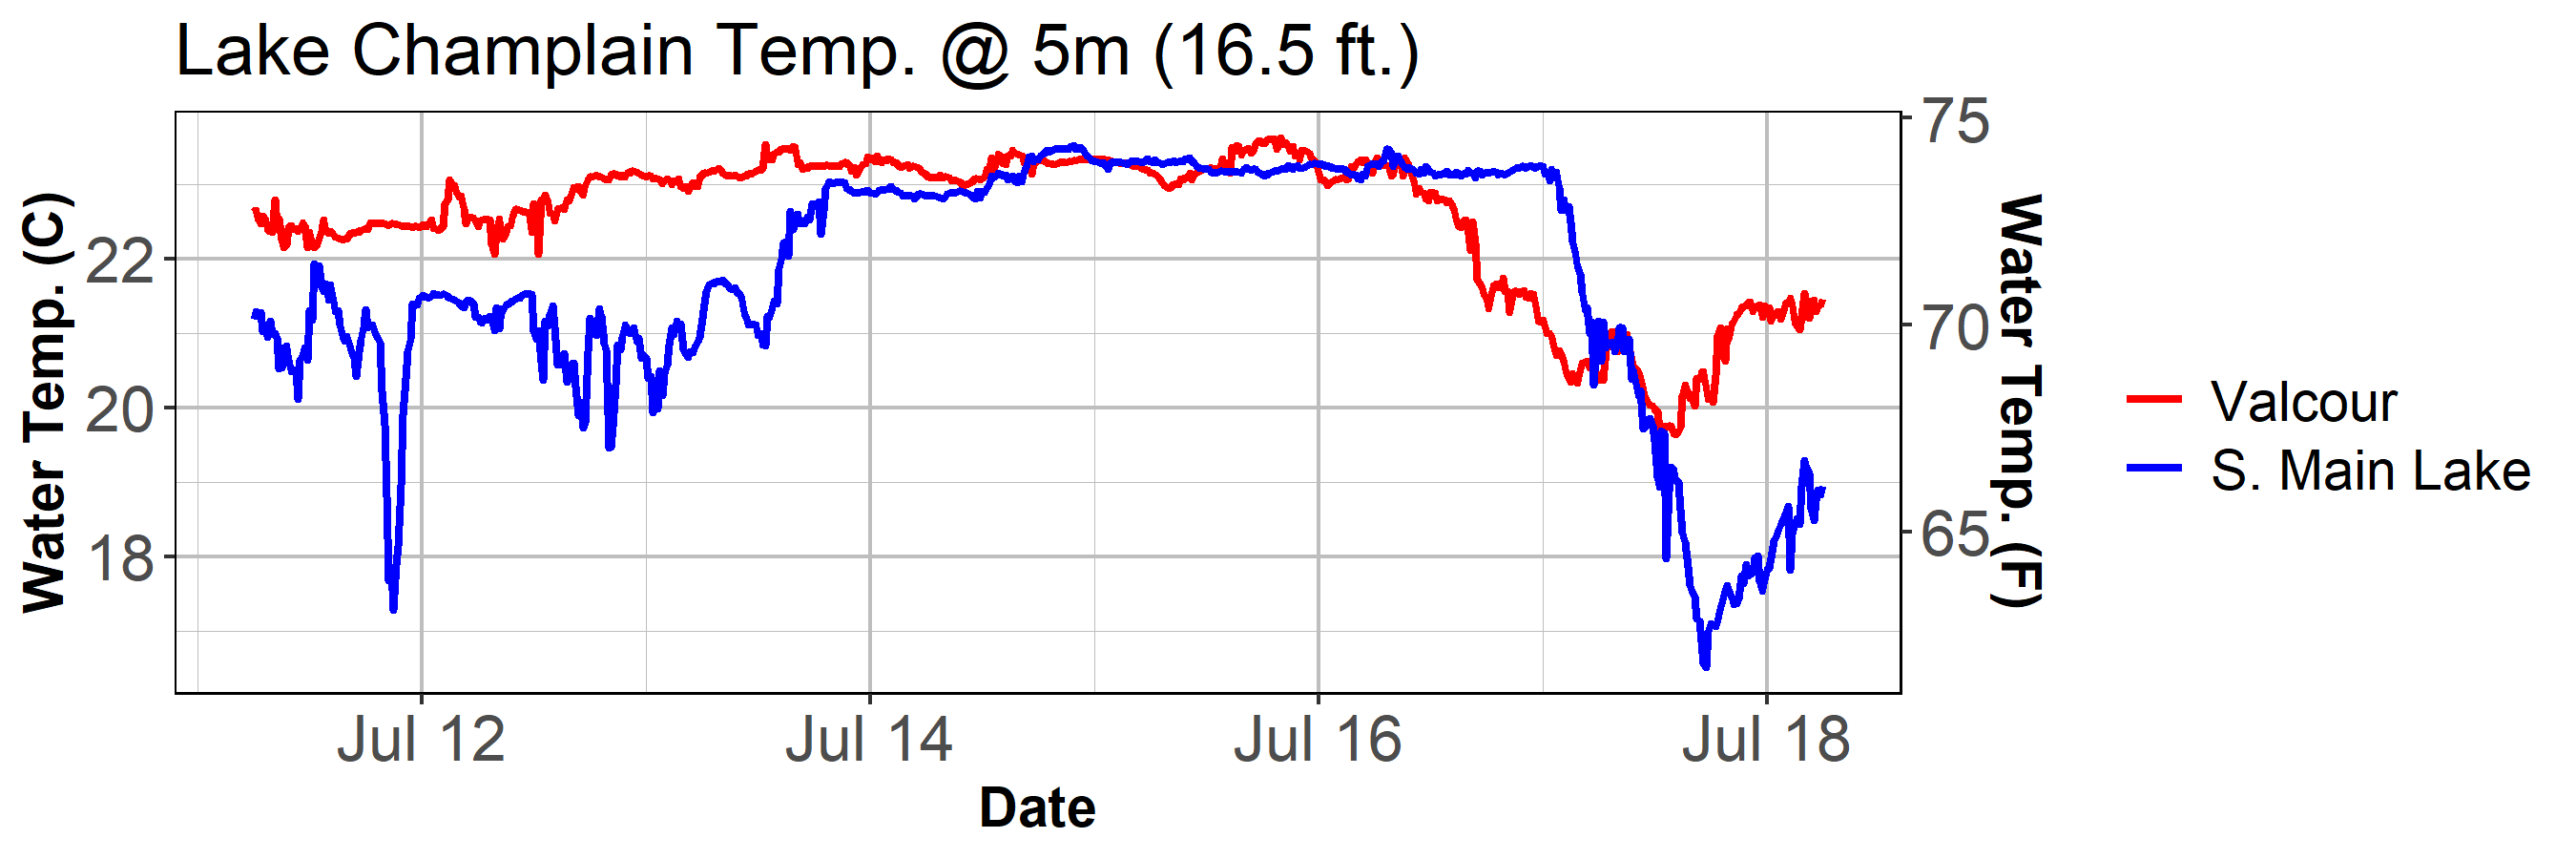 Lake Champlain Temp. @ 5m (16.5 ft.)
Water Temp. (C)
22
20
18
75
70
65
Water Temp. (F)
Jul 12 Jul 14 Jul 16 Jul 18
Date
Valcour
S. Main Lake